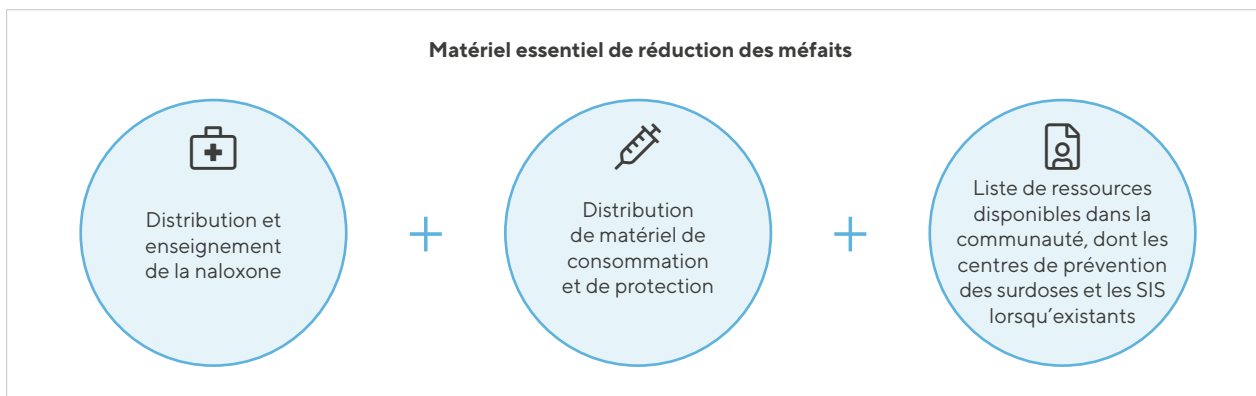 Matériel essentiel de réduction des méfaits
Distribution et
enseignement
de la naloxone
+
Distribution
de matériel de
consommation
et de protection
+
Liste de ressources
disponibles dans la
communauté, dont les
centres de prévention
des surdoses et les SIS
lorsqu’existants